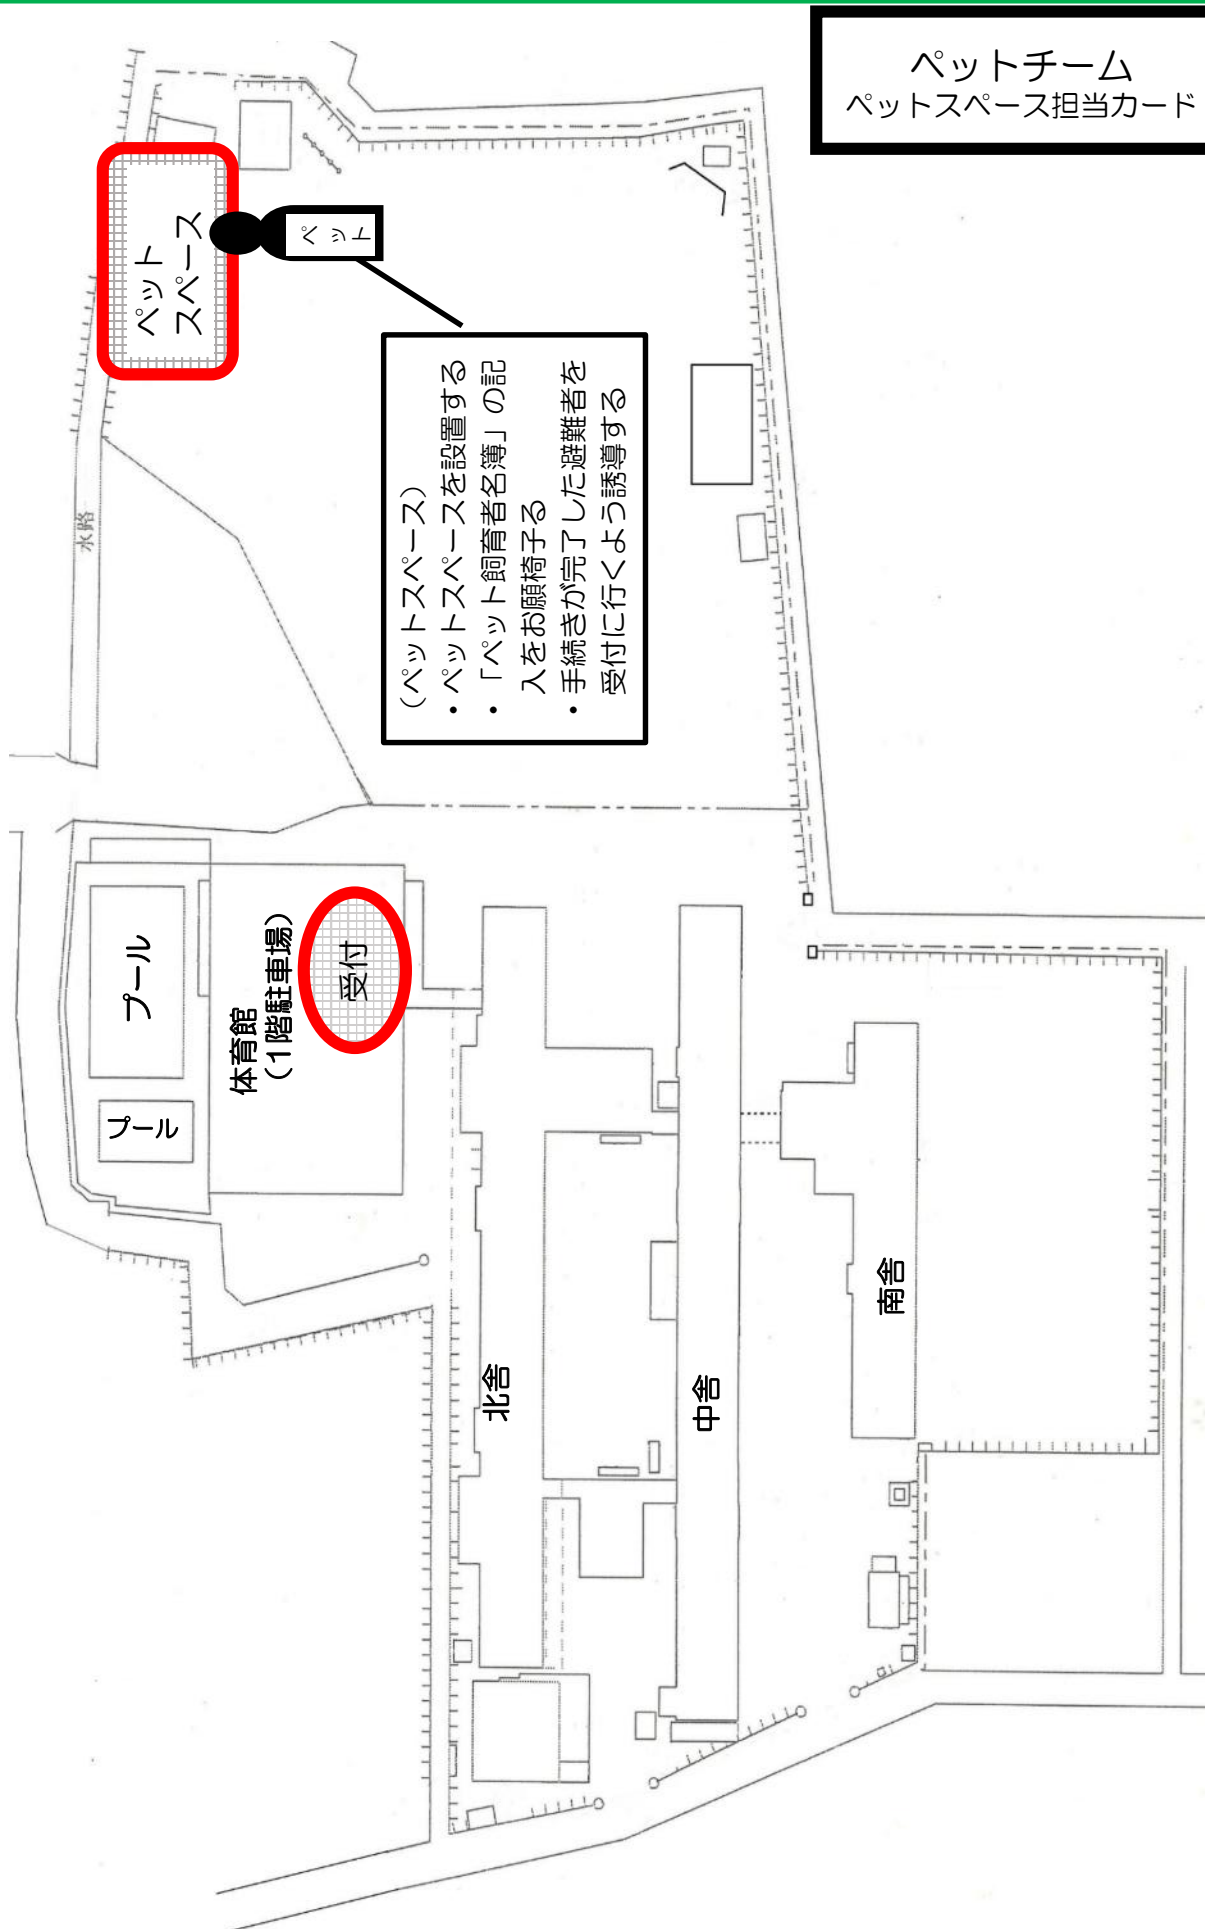 ペットチーム
ペットスペース担当カード
ペット
スペース
ペット
(ペットスペース)
・ペットスペースを設置する
・「ペット飼育者名簿」の記
入をお願椅子る
・手続きが完了した避難者を
受付に行くよう誘導する
水路
プール
プール
体育館
(1階駐車場)
受付
北舎
中舎
南舎